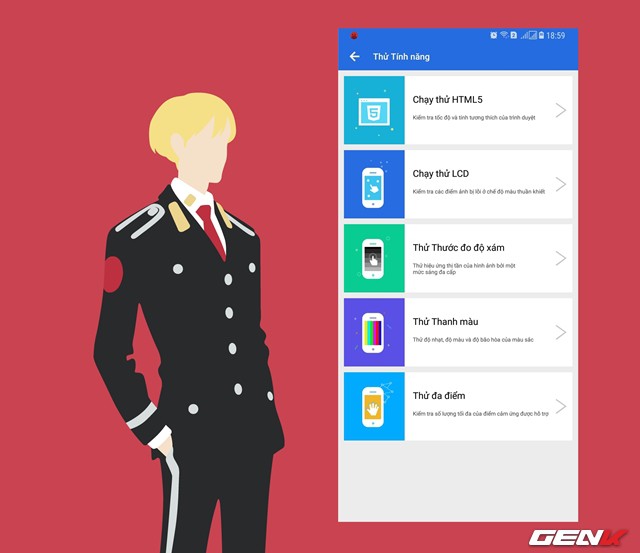 18:59
Thử Tính năng
Chạy thử HTML5
Kiểm tra tốc độ và tính tương thích của trình duyệt
Chạy thử LCD
Kiểm tra các điểm ảnh bị lỗi ở chế độ màu thuần khiết
Thử Thước đo độ xám
Thử hiệu ứng thị tần của hình ảnh bởi một
mức sáng đa cấp
Thử Thanh màu
Thử độ nhạt, độ màu và độ bão hòa của màu sắc
Thử đa điểm
Kiểm tra số lượng tối đa của điểm cảm ứng được hỗ trợ
GENK